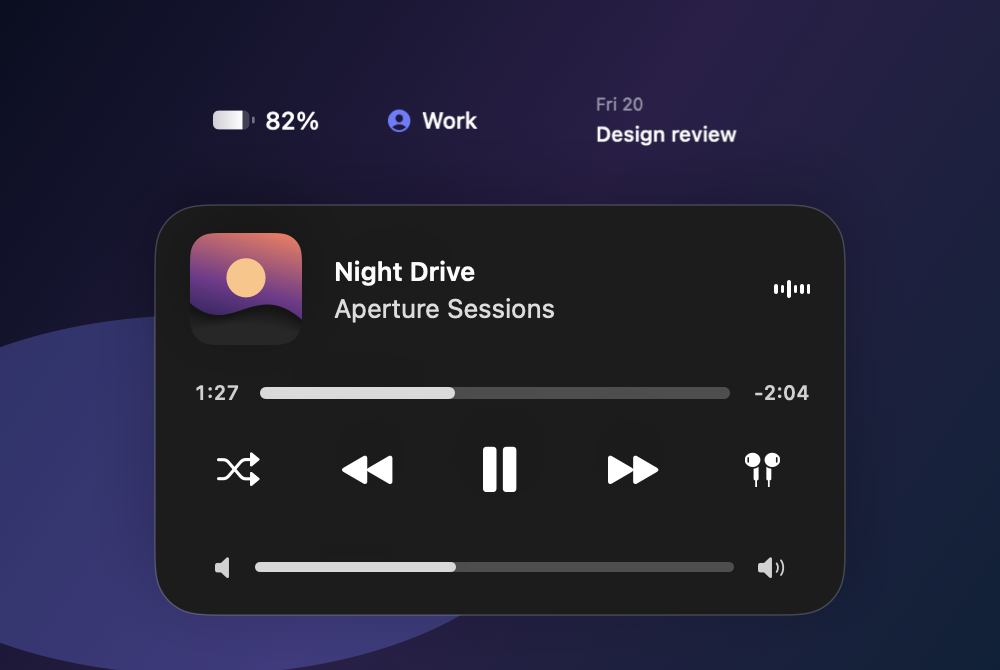 82%
Work
Fri 20
Design review
Night Drive
Aperture Sessions
1:27
-2:04